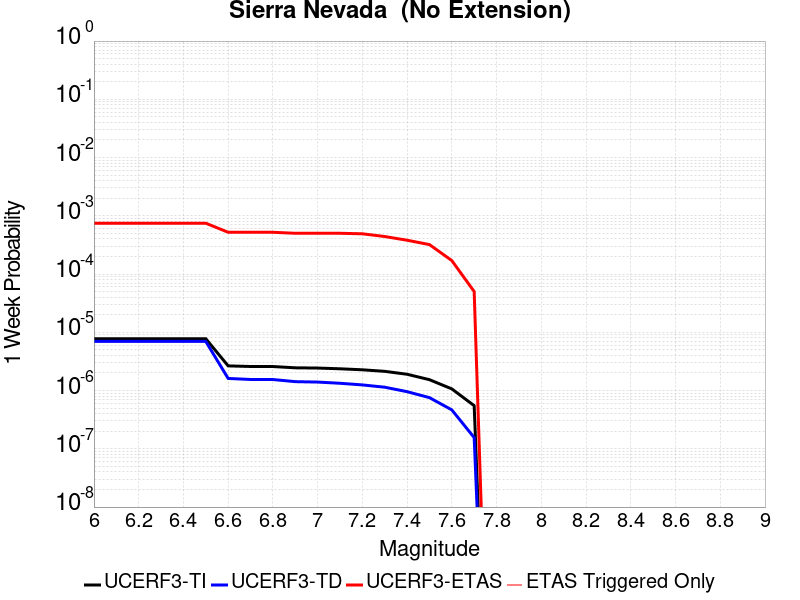 Sierra Nevada  (No Extension)
10^0
10^-1
10^-2
10^-3
10^-4
10^-5
10^-6
10^-7
10^-8
1 Week Probability
6 6.2 6.4 6.6 6.8 7 7.2 7.4 7.6 7.8 8 8.2 8.4 8.6 8.8 9
Magnitude
UCERF3-TI UCERF3-TD UCERF3-ETAS ETAS Triggered Only